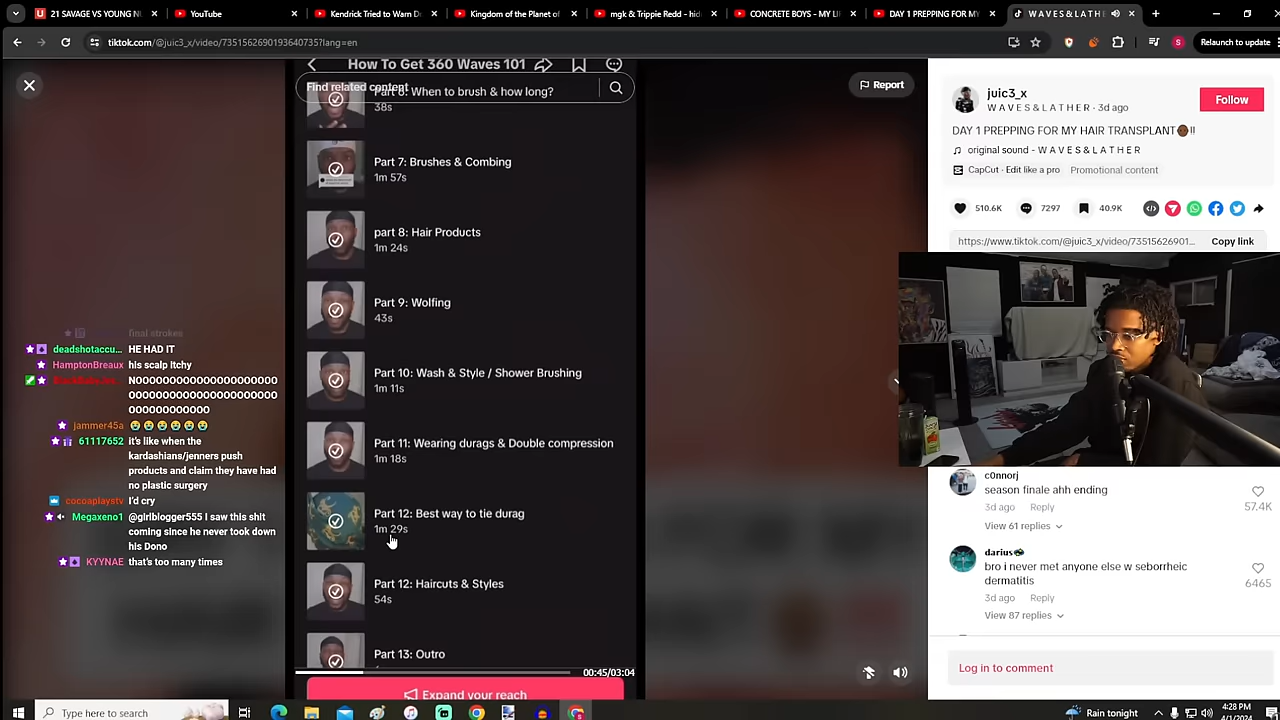 21 SAVAGE VS YOUNG N
YouTube
Kendrick Tried to Warn D
Kingdom of the Planet of
mgk & Trippie Redd - hid
CONCRETE BOYS - MY LI
DAY 1 PREPPING FOR MY
W A V E S & L A T H E
tiktok.com/@juic3_x/video/7351562690193640735?lang=en
Relaunch to update
How To Get 360 Waves 101
Find related content
Part 6: When to brush & how long?
38s
Part 7: Brushes & Combing
1m 57s
part 8: Hair Products
1m 24s
Part 9: Wolfing
43s
Part 10: Wash & Style / Shower Brushing
1m 11s
Part 11: Wearing durags & Double compression
1m 18s
Part 12: Best way to tie durag
1m 29s
Part 12: Haircuts & Styles
54s
Part 13: Outro
00:45/03:04
Expand your reach
Report
final strokes
deadshotaccu... HE HAD IT
HamptonBreaux his scalp itchy
NOOOOOOOOOOOOOOOOOOO
OOOOOOOOOOOOOOOOOOOOO
OOOOOOOOOOO
jammer45a
61117652 it's like when the
kardashians/jenners push
products and claim they have had
no plastic surgery
cocoaplaystv I'd cry
Megaxeno1 @girlblogger555 I saw this shit
coming since he never took down
his Dono
KYYNAE that's too many times
juic3_x
W A V E S & L A T H E R · 3d ago
Follow
DAY 1 PREPPING FOR MY HAIR TRANSPLANT👨🏾‍🦲!!
original sound - W A V E S & L A T H E R
CapCut · Edit like a pro Promotional content
510.6K
7297
40.9K
https://www.tiktok.com/@juic3_x/video/73515626901...
Copy link
c0nnorj
season finale ahh ending
3d ago Reply
57.4K
View 61 replies
darius
bro i never met anyone else w seborrheic
dermatitis
3d ago Reply
6465
View 87 replies
Log in to comment
Type here to search
Rain tonight
4:28 PM
4/1/2024